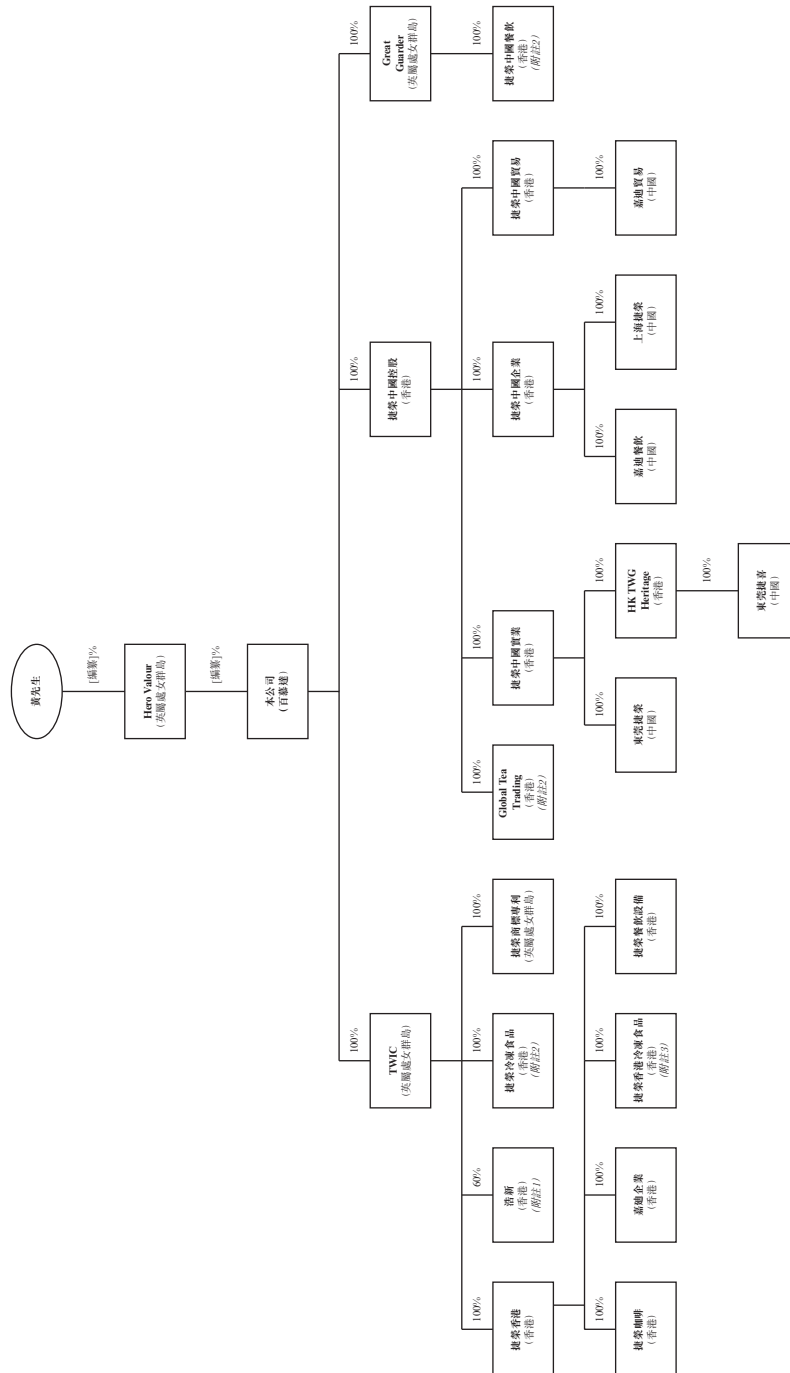 黃先生
[編纂]%
Hero Valour
(英屬處女群島)
[編纂]%
本公司
(百慕達)
100%
100%
100%
TWIC
(英屬處女群島)
捷榮中國控股
(香港)
Great
Guarder
(英屬處女群島)
100%
60%
100%
100%
100%
100%
100%
100%
100%
捷榮香港
(香港)
浩新
(香港)
(附註1)
捷榮冷凍食品
(香港)
(附註2)
捷榮商標專利
(英屬處女群島)
Global Tea
Trading
(香港)
(附註2)
捷榮中國實業
(香港)
捷榮中國企業
(香港)
捷榮中國貿易
(香港)
捷榮中國餐飲
(香港)
(附註2)
100%
100%
100%
100%
100%
100%
100%
100%
100%
捷榮咖啡
(香港)
嘉迪企業
(香港)
捷榮香港冷凍食品
(香港)
(附註3)
捷榮餐飲設備
(香港)
東莞捷榮
(中國)
HK TWG
Heritage
(香港)
嘉迪餐飲
(中國)
上海捷榮
(中國)
嘉迪貿易
(中國)
100%
東莞捷喜
(中國)